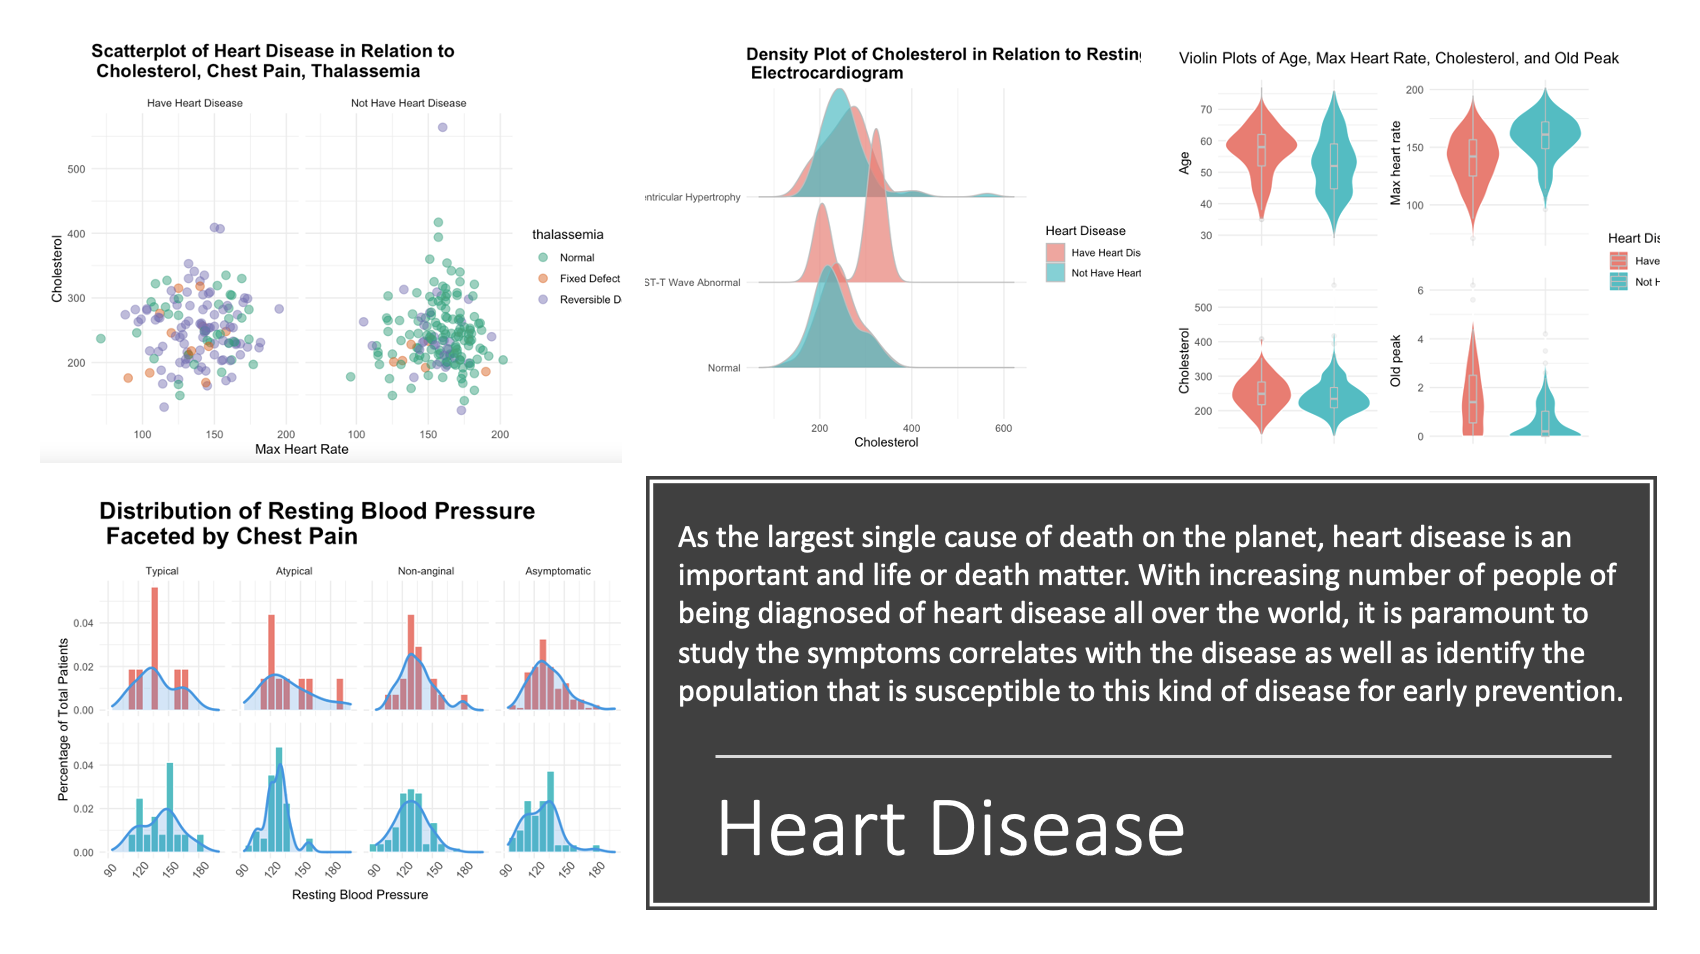 Scatterplot of Heart Disease in Relation to
Cholesterol, Chest Pain, Thalassemia
Have Heart Disease
Not Have Heart Disease
500
400
300
200
Cholesterol
100
150
200
100
150
200
Max Heart Rate
thalassemia
Normal
Fixed Defect
Reversible D
Density Plot of Cholesterol in Relation to Resting
Electrocardiogram
entricular Hypertrophy
ST-T Wave Abnormal
Normal
200
400
600
Cholesterol
Heart Disease
Have Heart Dis
Not Have Heart
Violin Plots of Age, Max Heart Rate, Cholesterol, and Old Peak
70
60
50
40
30
Age
200
150
100
Max heart rate
500
400
300
200
Cholesterol
6
4
2
0
Old peak
Heart Dis
Have
Not H
Distribution of Resting Blood Pressure
Faceted by Chest Pain
Typical
Atypical
Non-anginal
Asymptomatic
0.04
0.02
0.00
0.04
0.02
0.00
Percentage of Total Patients
90
120
150
180
90
120
150
180
90
120
150
180
90
120
150
180
Resting Blood Pressure
As the largest single cause of death on the planet, heart disease is an
important and life or death matter. With increasing number of people of
being diagnosed of heart disease all over the world, it is paramount to
study the symptoms correlates with the disease as well as identify the
population that is susceptible to this kind of disease for early prevention.
Heart Disease